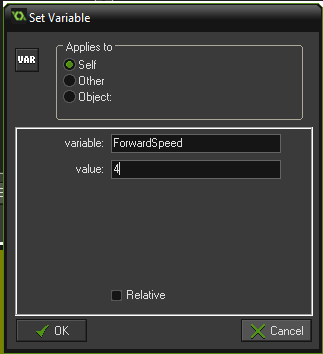 Set Variable
Applies to
VAR
Self
Other
Object:
variable: ForwardSpeed
value: 4
Relative
OK Cancel